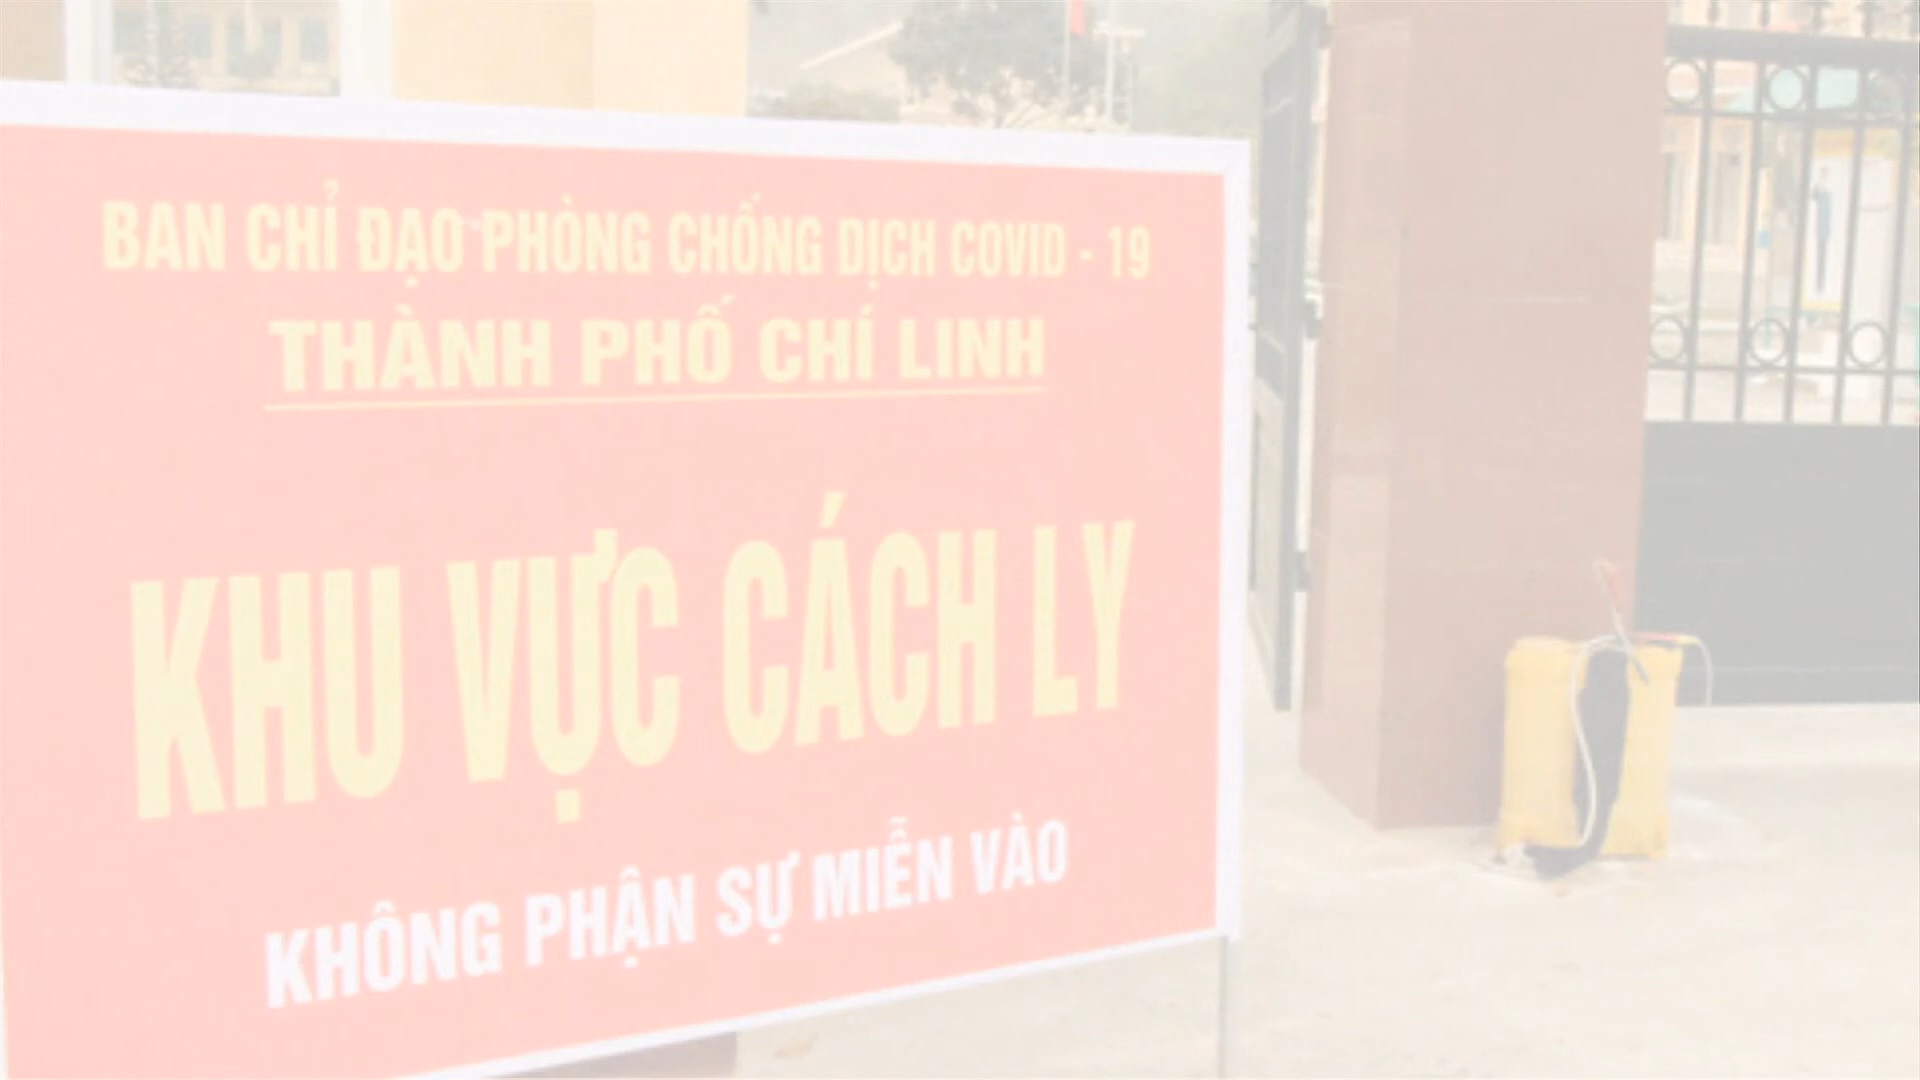 BAN CHỈ ĐẠO PHÒNG CHỐNG DỊCH COVID - 19
THÀNH PHỐ CHÍ LINH
KHU VỰC CÁCH LY
KHÔNG PHẬN SỰ MIỄN VÀO